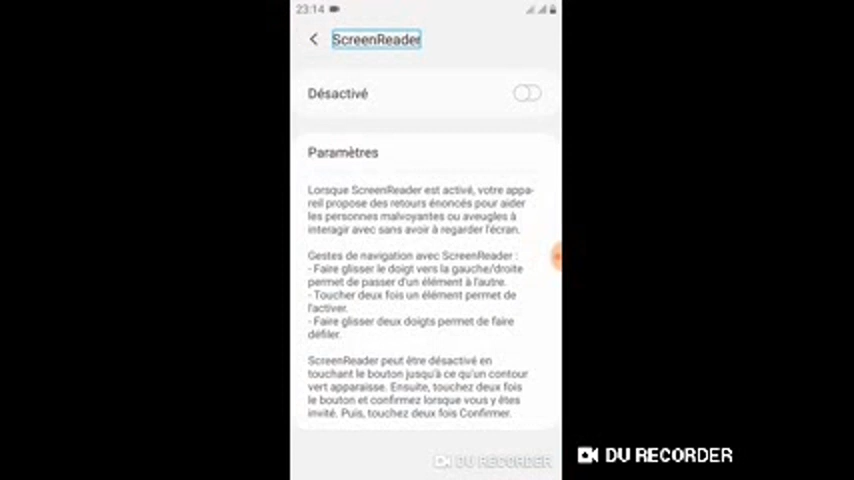 23:14
ScreenReader
Désactivé
Paramètres
Lorsque ScreenReader est activé, votre appa-
reil propose des retours énoncés pour aider
les personnes malvoyantes ou aveugles à
interagir avec sans avoir à regarder l'écran.
Gestes de navigation avec ScreenReader :
- Faire glisser le doigt vers la gauche/droite
permet de passer d'un élément à l'autre.
- Toucher deux fois un élément permet de
l'activer.
- Faire glisser deux doigts permet de faire
défiler.
ScreenReader peut être désactivé en
touchant le bouton jusqu'à ce qu'un contour
vert apparaisse. Ensuite, touchez deux fois
le bouton et confirmez lorsque vous y êtes
invité. Puis, touchez deux fois Confirmer.
DU RECORDER
DU RECORDER